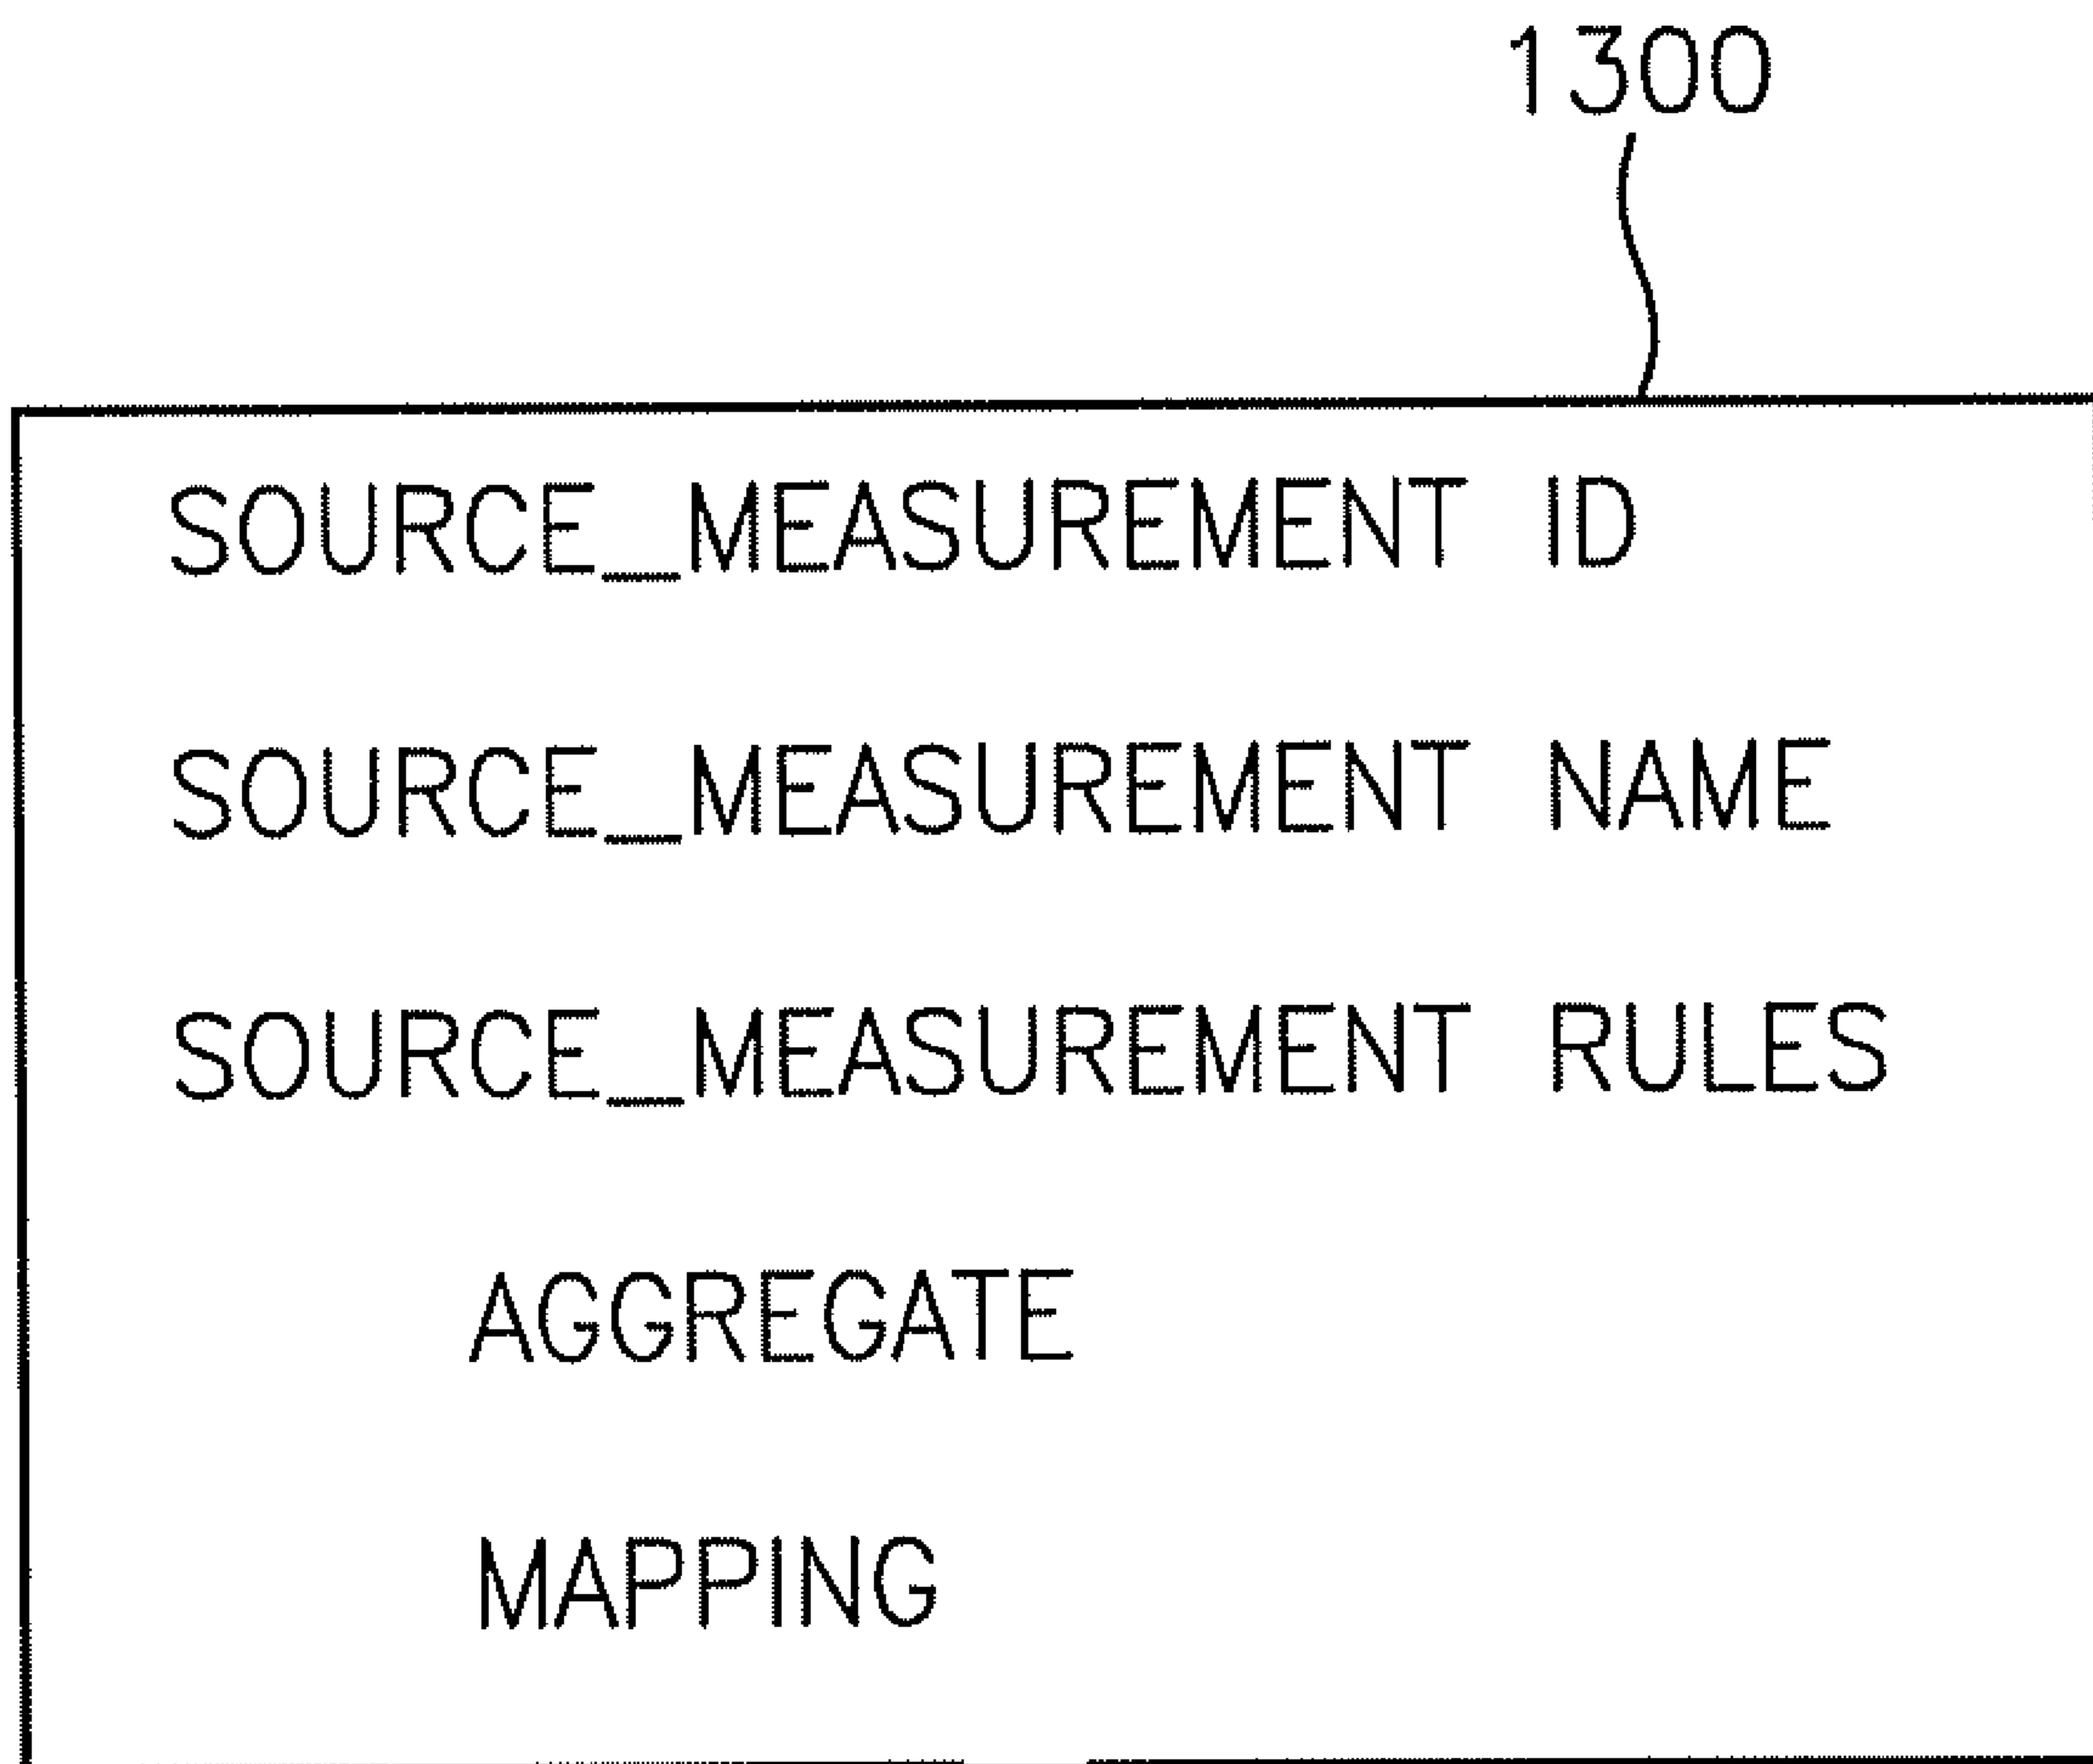 1300
SOURCE_MEASUREMENT ID
SOURCE_MEASUREMENT NAME
SOURCE_MEASUREMENT RULES
AGGREGATE
MAPPING